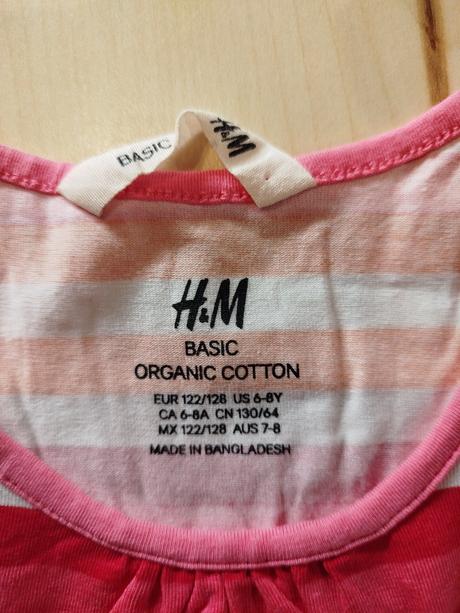 BASIC
H&M
H&M
BASIC
ORGANIC COTTON
EUR 122/128 US 6-8Y
CA 6-8A CN 130/64
MX 122/128 AUS 7-8
MADE IN BANGLADESH